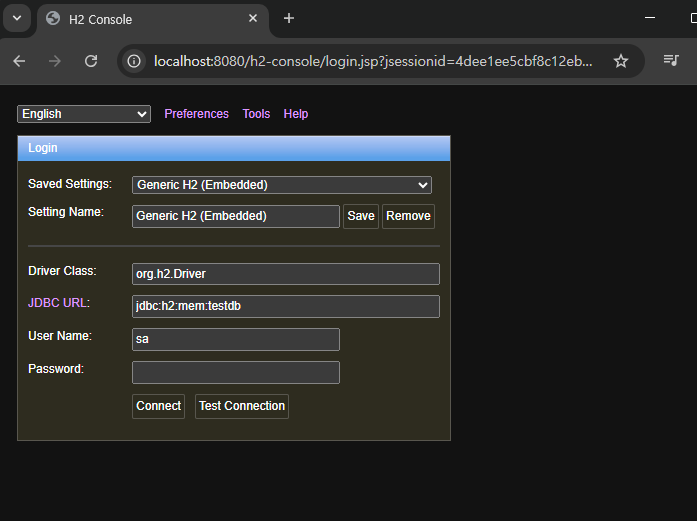 H2 Console
localhost:8080/h2-console/login.jsp?jsessionid=4dee1ee5cbf8c12eb...
English Preferences Tools Help
Login
Saved Settings: Generic H2 (Embedded)
Setting Name: Generic H2 (Embedded) Save Remove
Driver Class: org.h2.Driver
JDBC URL: jdbc:h2:mem:testdb
User Name: sa
Password:
Connect Test Connection